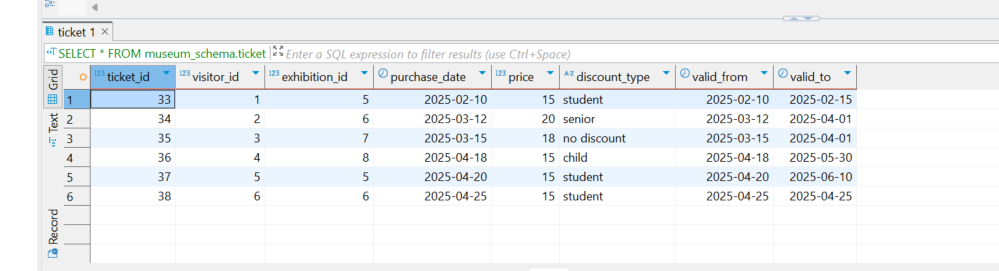 ticket 1 ×
SELECT * FROM museum_schema.ticket Enter a SQL expression to filter results (use Ctrl+Space)
Grid
Text
Record
123 ticket_id 123 visitor_id 123 exhibition_id purchase_date 123 price A-Z discount_type valid_from valid_to
1 33 1 5 2025-02-10 15 student 2025-02-10 2025-02-15
2 34 2 6 2025-03-12 20 senior 2025-03-12 2025-04-01
3 35 3 7 2025-03-15 18 no discount 2025-03-15 2025-04-01
4 36 4 8 2025-04-18 15 child 2025-04-18 2025-05-30
5 37 5 5 2025-04-20 15 student 2025-04-20 2025-06-10
6 38 6 6 2025-04-25 15 student 2025-04-25 2025-04-25